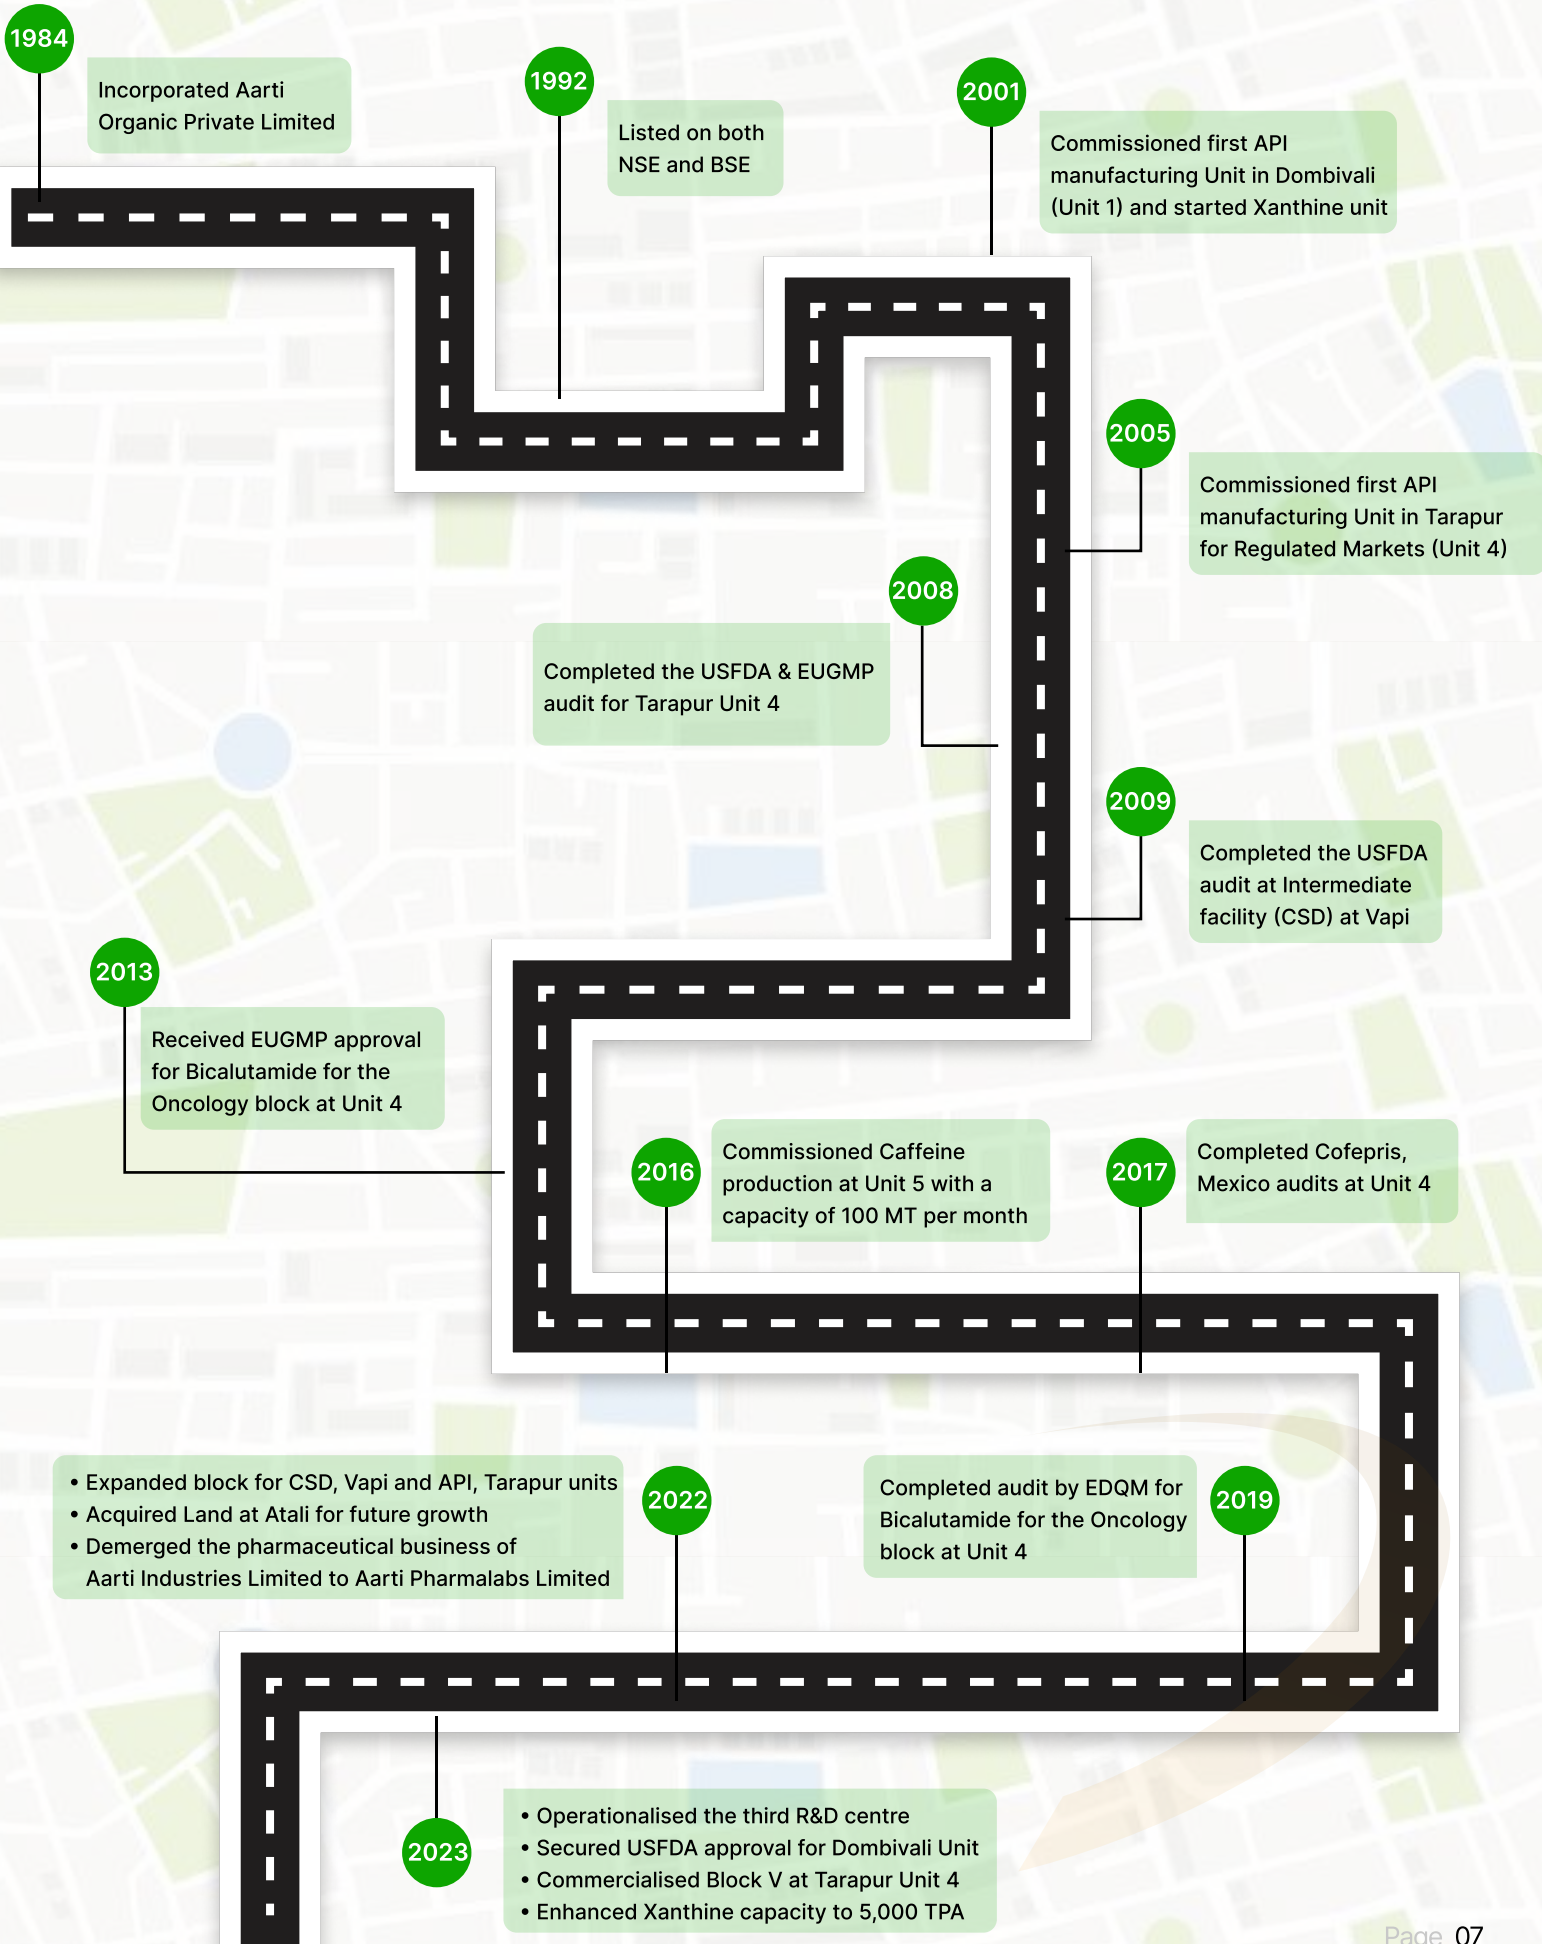 1984
Incorporated Aarti
Organic Private Limited
1992
Listed on both
NSE and BSE
2001
Commissioned first API
manufacturing Unit in Dombivali
(Unit 1) and started Xanthine unit
2005
Commissioned first API
manufacturing Unit in Tarapur
for Regulated Markets (Unit 4)
2008
Completed the USFDA & EUGMP
audit for Tarapur Unit 4
2009
Completed the USFDA
audit at Intermediate
facility (CSD) at Vapi
2013
Received EUGMP approval
for Bicalutamide for the
Oncology block at Unit 4
2016
Commissioned Caffeine
production at Unit 5 with a
capacity of 100 MT per month
2017
Completed Cofepris,
Mexico audits at Unit 4
2019
Completed audit by EDQM for
Bicalutamide for the Oncology
block at Unit 4
2022
• Expanded block for CSD, Vapi and API, Tarapur units
• Acquired Land at Atali for future growth
• Demerged the pharmaceutical business of
Aarti Industries Limited to Aarti Pharmalabs Limited
2023
• Operationalised the third R&D centre
• Secured USFDA approval for Dombivali Unit
• Commercialised Block V at Tarapur Unit 4
• Enhanced Xanthine capacity to 5,000 TPA
Page 07